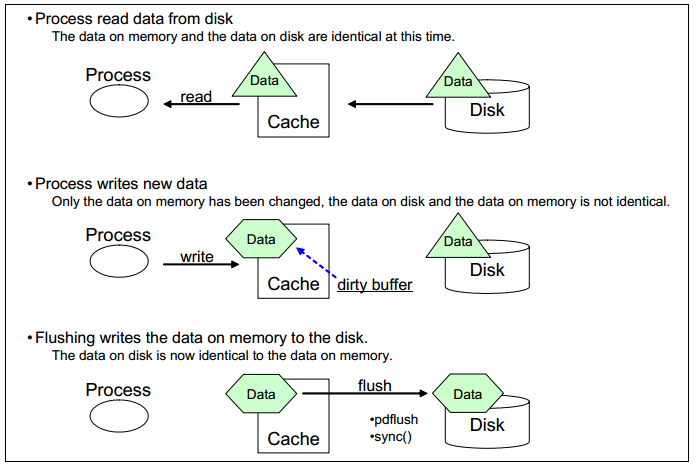 •Process read data from disk
The data on memory and the data on disk are identical at this time.
Process
read
Data
Cache
Data
Disk
•Process writes new data
Only the data on memory has been changed, the data on disk and the data on memory is not identical.
Process
write
Data
Cache
dirty buffer
Data
Disk
•Flushing writes the data on memory to the disk.
The data on disk is now identical to the data on memory.
Process
Data
Cache
flush
•pdflush
•sync()
Data
Disk